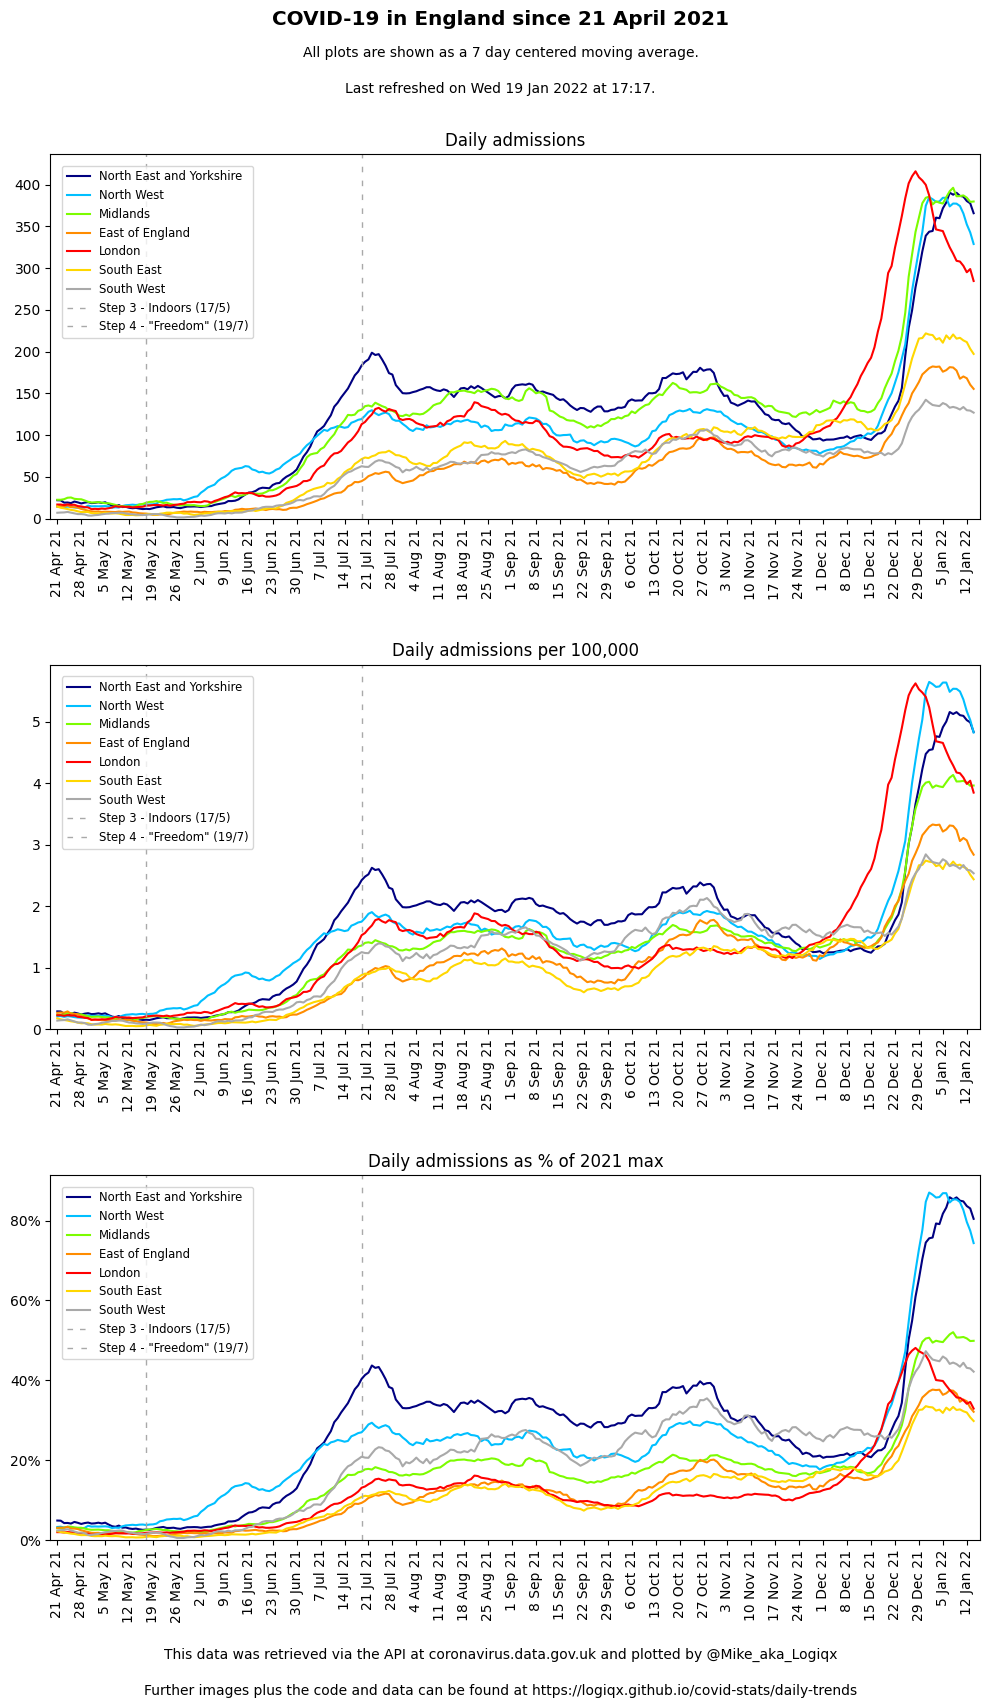 COVID-19 in England since 21 April 2021
All plots are shown as a 7 day centered moving average.
Last refreshed on Wed 19 Jan 2022 at 17:17.
Daily admissions
North East and Yorkshire
North West
Midlands
East of England
London
South East
South West
Step 3 - Indoors (17/5)
Step 4 - "Freedom" (19/7)
400
350
300
250
200
150
100
50
0
21 Apr 21
28 Apr 21
5 May 21
12 May 21
19 May 21
26 May 21
2 Jun 21
9 Jun 21
16 Jun 21
23 Jun 21
30 Jun 21
7 Jul 21
14 Jul 21
21 Jul 21
28 Jul 21
4 Aug 21
11 Aug 21
18 Aug 21
25 Aug 21
1 Sep 21
8 Sep 21
15 Sep 21
22 Sep 21
29 Sep 21
6 Oct 21
13 Oct 21
20 Oct 21
27 Oct 21
3 Nov 21
10 Nov 21
17 Nov 21
24 Nov 21
1 Dec 21
8 Dec 21
15 Dec 21
22 Dec 21
29 Dec 21
5 Jan 22
12 Jan 22
Daily admissions per 100,000
North East and Yorkshire
North West
Midlands
East of England
London
South East
South West
Step 3 - Indoors (17/5)
Step 4 - "Freedom" (19/7)
5
4
3
2
1
0
21 Apr 21
28 Apr 21
5 May 21
12 May 21
19 May 21
26 May 21
2 Jun 21
9 Jun 21
16 Jun 21
23 Jun 21
30 Jun 21
7 Jul 21
14 Jul 21
21 Jul 21
28 Jul 21
4 Aug 21
11 Aug 21
18 Aug 21
25 Aug 21
1 Sep 21
8 Sep 21
15 Sep 21
22 Sep 21
29 Sep 21
6 Oct 21
13 Oct 21
20 Oct 21
27 Oct 21
3 Nov 21
10 Nov 21
17 Nov 21
24 Nov 21
1 Dec 21
8 Dec 21
15 Dec 21
22 Dec 21
29 Dec 21
5 Jan 22
12 Jan 22
Daily admissions as % of 2021 max
North East and Yorkshire
North West
Midlands
East of England
London
South East
South West
Step 3 - Indoors (17/5)
Step 4 - "Freedom" (19/7)
80%
60%
40%
20%
0%
21 Apr 21
28 Apr 21
5 May 21
12 May 21
19 May 21
26 May 21
2 Jun 21
9 Jun 21
16 Jun 21
23 Jun 21
30 Jun 21
7 Jul 21
14 Jul 21
21 Jul 21
28 Jul 21
4 Aug 21
11 Aug 21
18 Aug 21
25 Aug 21
1 Sep 21
8 Sep 21
15 Sep 21
22 Sep 21
29 Sep 21
6 Oct 21
13 Oct 21
20 Oct 21
27 Oct 21
3 Nov 21
10 Nov 21
17 Nov 21
24 Nov 21
1 Dec 21
8 Dec 21
15 Dec 21
22 Dec 21
29 Dec 21
5 Jan 22
12 Jan 22
This data was retrieved via the API at coronavirus.data.gov.uk and plotted by @Mike_aka_Logiqx
Further images plus the code and data can be found at https://logiqx.github.io/covid-stats/daily-trends